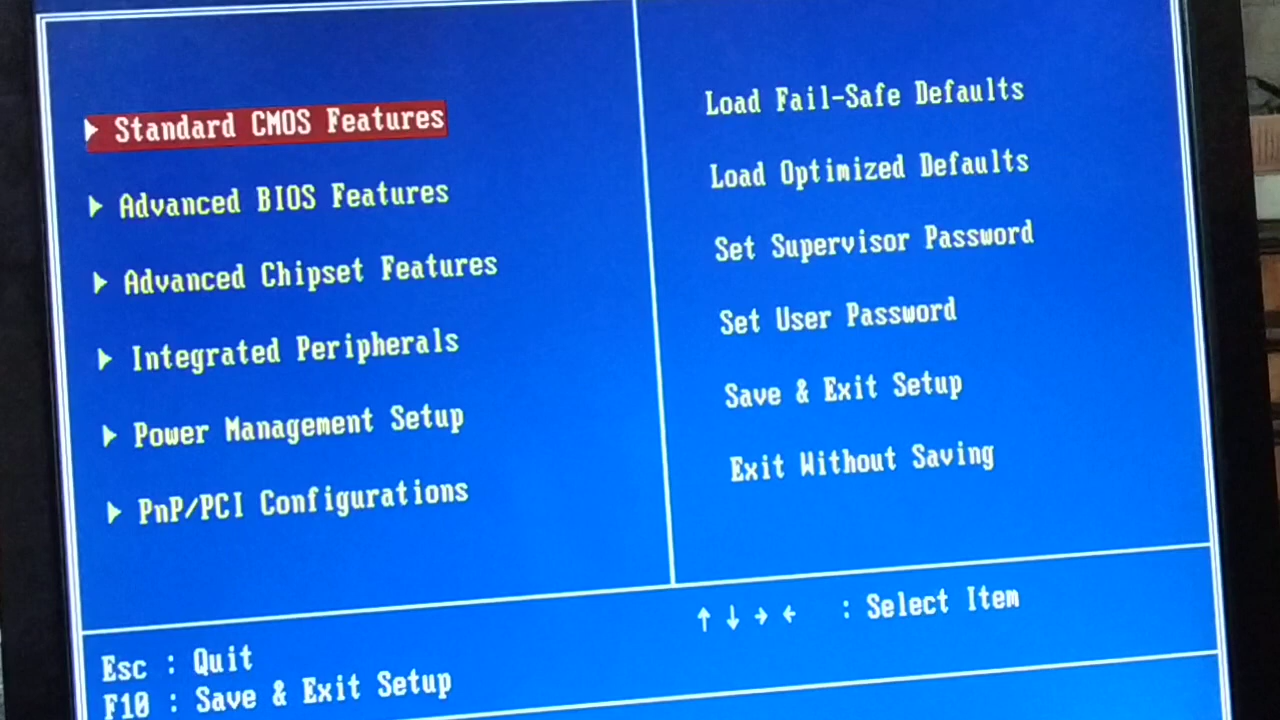 Standard CMOS Features
Advanced BIOS Features
Advanced Chipset Features
Integrated Peripherals
Power Management Setup
PnP/PCI Configurations
Load Fail-Safe Defaults
Load Optimized Defaults
Set Supervisor Password
Set User Password
Save & Exit Setup
Exit Without Saving
Esc : Quit
F10 : Save & Exit Setup
↑ ↓ → ← : Select Item